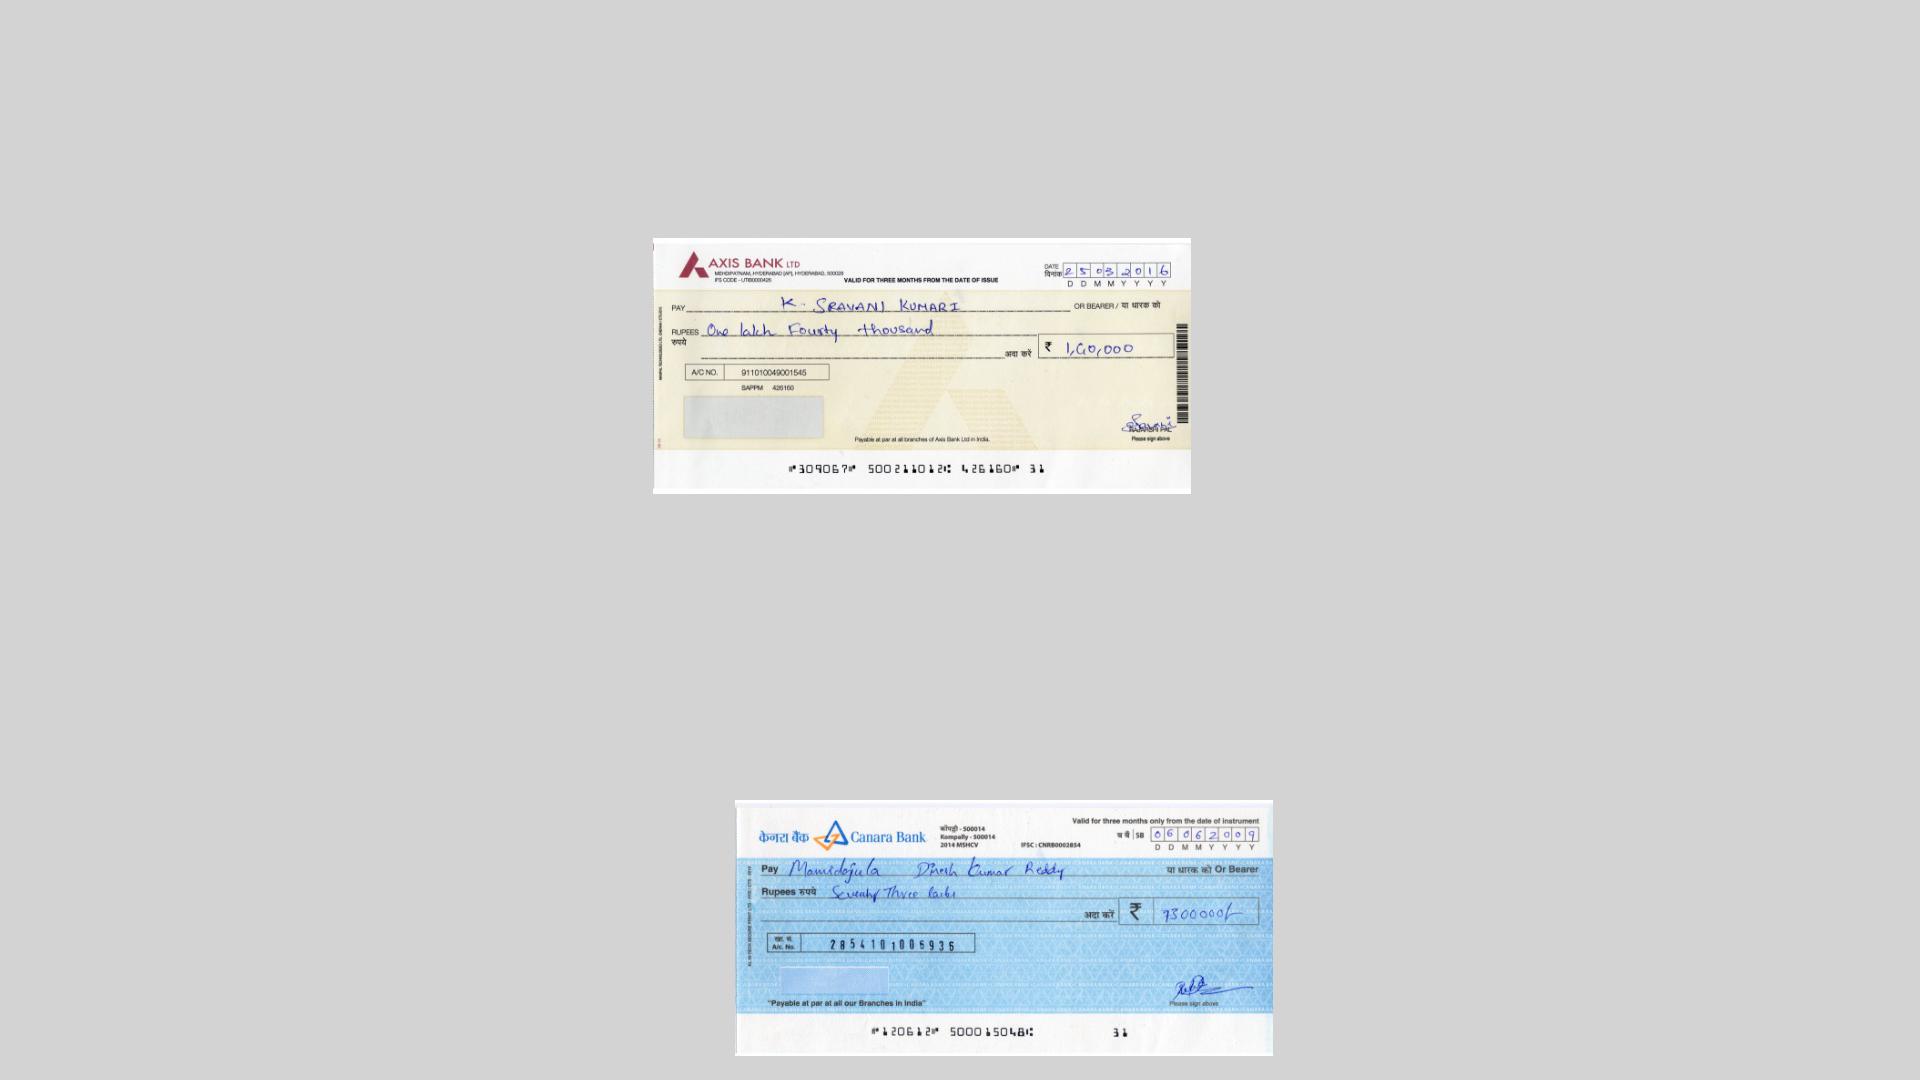 AXIS BANK LTD
MEHDIPATNAM, HYDERABAD [AP], HYDERABAD, 500028
IFS CODE - UTIB0000426
VALID FOR THREE MONTHS FROM THE DATE OF ISSUE
DATE दिनांक 2 5 0 3 2 0 1 6
D D M M Y Y Y Y
PAY K. SRAVANI KUMARI OR BEARER / या धारक को
RUPEES रुपये One lakh Fourty thousand
अदा करें ₹ 1,40,000
A/C NO. 911010049001545
SAPPM 426160
Payable at par at all branches of Axis Bank Ltd in India.
Please sign above
⑈309067⑈ 500211012⑆ 426160⑈ 31
Valid for three months only from the date of instrument
केनरा बैंक Canara Bank
कोंपल्ली - 500014
Kompally - 500014
2014 MSHCV
IFSC : CNRB0002854
SB 0 6 0 6 2 0 0 9
D D M M Y Y Y Y
Pay Mamidojula Dinesh Kumar Reddy या धारक को Or Bearer
Rupees रुपये Seventy Three lacks
अदा करें ₹ 7300000/-
खा. सं. A/c. No. 2854101006936
"Payable at par at all our Branches in India"
Please sign above
⑈120612⑈ 500015048⑆ 31